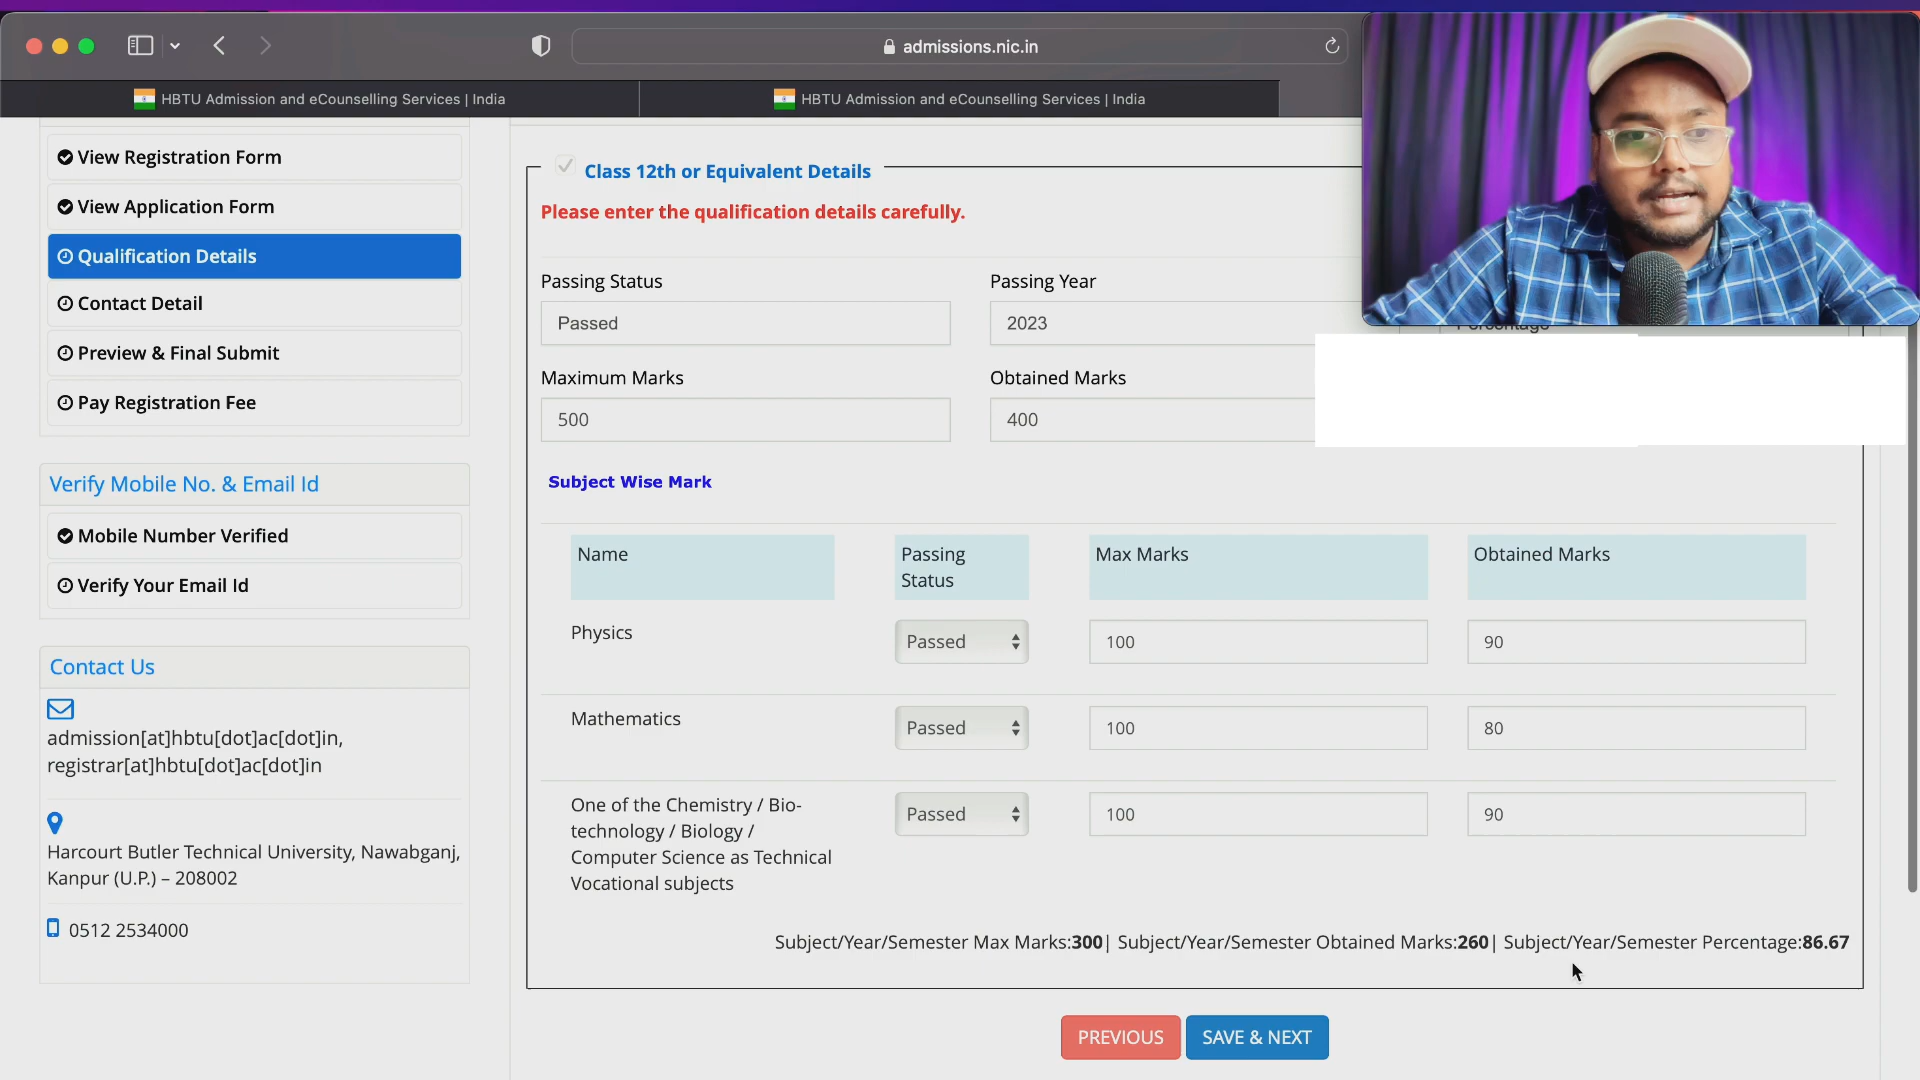 admissions.nic.in
HBTU Admission and eCounselling Services | India
HBTU Admission and eCounselling Services | India
View Registration Form
View Application Form
Qualification Details
Contact Detail
Preview & Final Submit
Pay Registration Fee
Verify Mobile No. & Email Id
Mobile Number Verified
Verify Your Email Id
Contact Us
admission[at]hbtu[dot]ac[dot]in,
registrar[at]hbtu[dot]ac[dot]in
Harcourt Butler Technical University, Nawabganj,
Kanpur (U.P.) – 208002
0512 2534000
Class 12th or Equivalent Details
Please enter the qualification details carefully.
Passing Status
Passing Year
Passed
2023
Percentage
Maximum Marks
Obtained Marks
500
400
Subject Wise Mark
Name
Passing
Status
Max Marks
Obtained Marks
Physics
Passed
100
90
Mathematics
Passed
100
80
One of the Chemistry / Bio-
technology / Biology /
Computer Science as Technical
Vocational subjects
Passed
100
90
Subject/Year/Semester Max Marks:300| Subject/Year/Semester Obtained Marks:260| Subject/Year/Semester Percentage:86.67
PREVIOUS
SAVE & NEXT